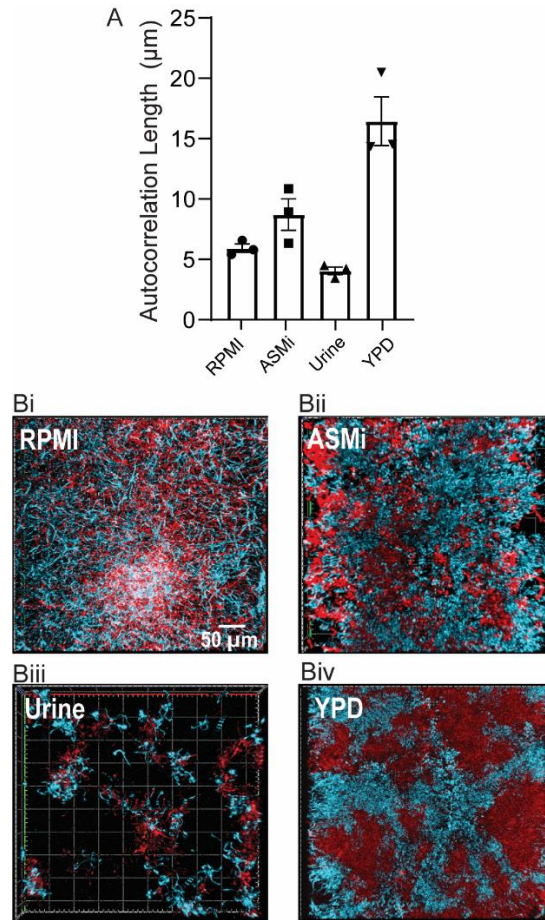 A
Autocorrelation Length (µm)
25
20
15
10
5
0
RPMI
ASMi
Urine
YPD
Bi
RPMI
50 µm
Bii
ASMi
Biii
Urine
Biv
YPD